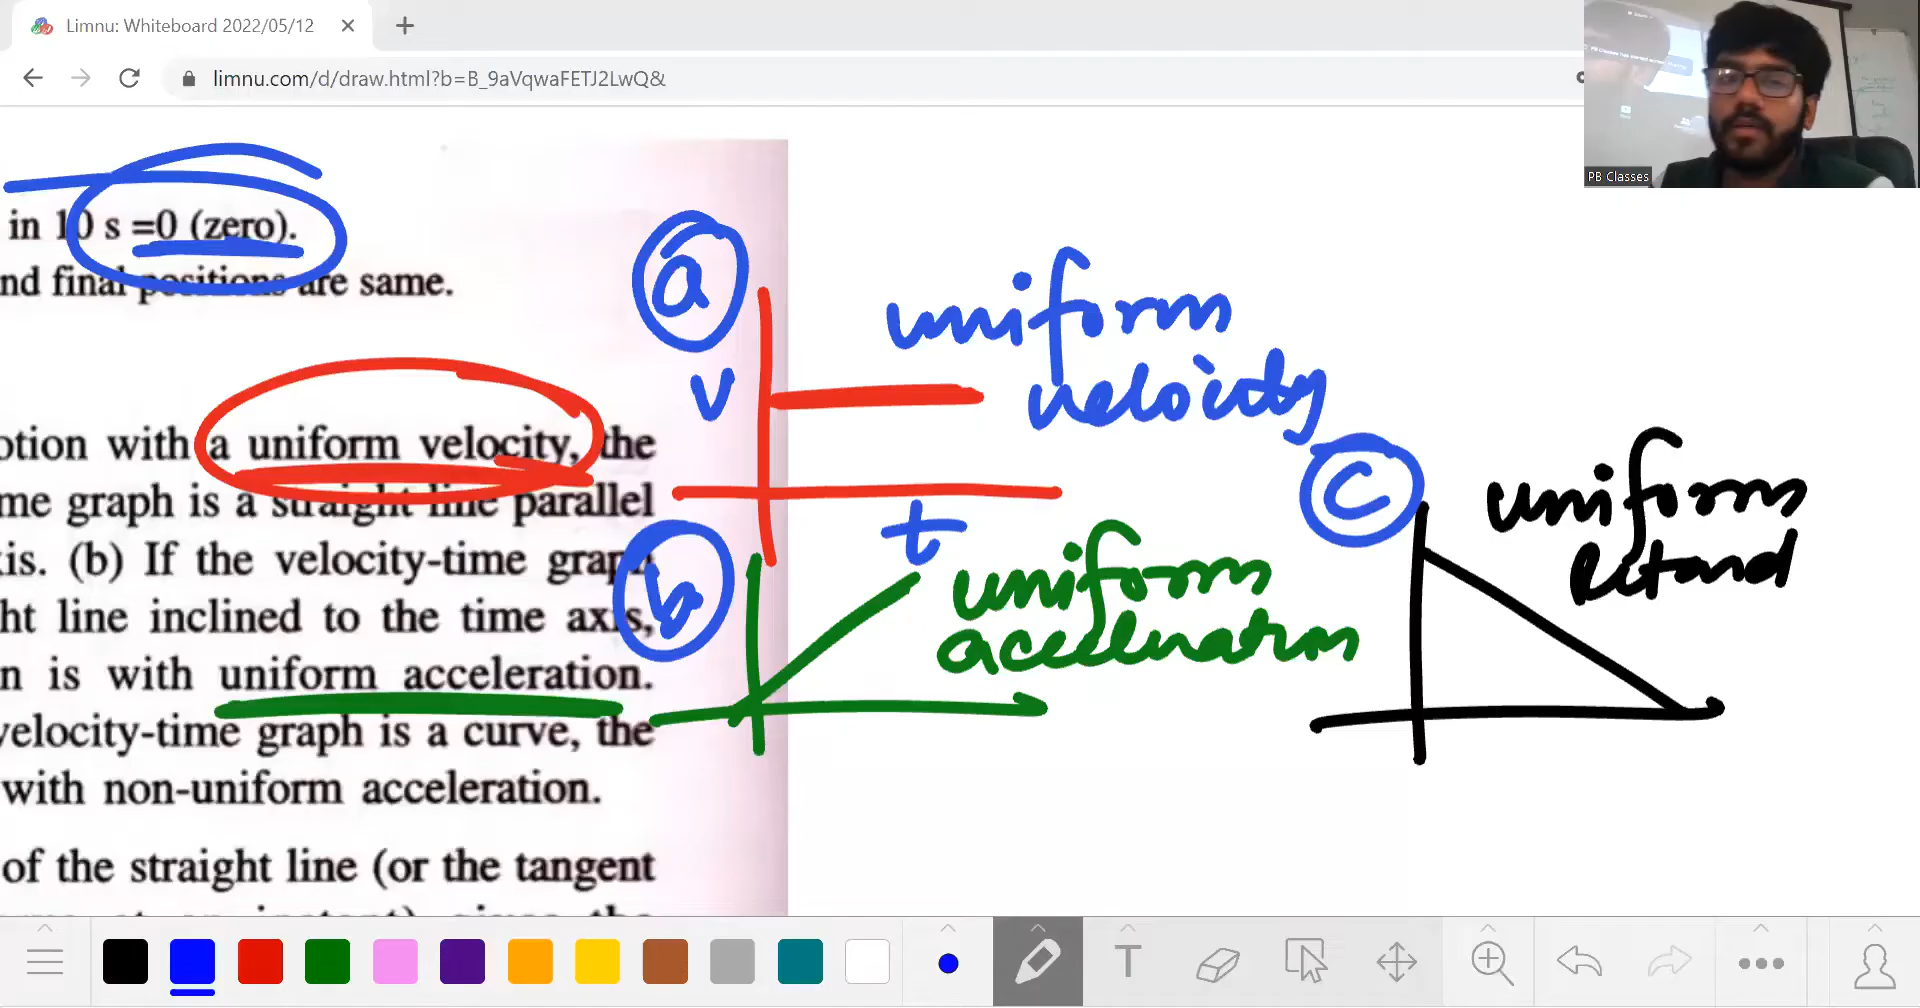 Limnu: Whiteboard 2022/05/12
limnu.com/d/draw.html?b=B_9aVqwaFETJ2LwQ&
PB Classes
in 10 s =0 (zero).
nd final positions are same.
otion with a uniform velocity, the
me graph is a straight line parallel
is. (b) If the velocity-time graph
ht line inclined to the time axis,
n is with uniform acceleration.
velocity-time graph is a curve, the
with non-uniform acceleration.
of the straight line (or the tangent
a
v
uniform
velocity
t
b
uniform
acceleration
c
uniform
retard
T